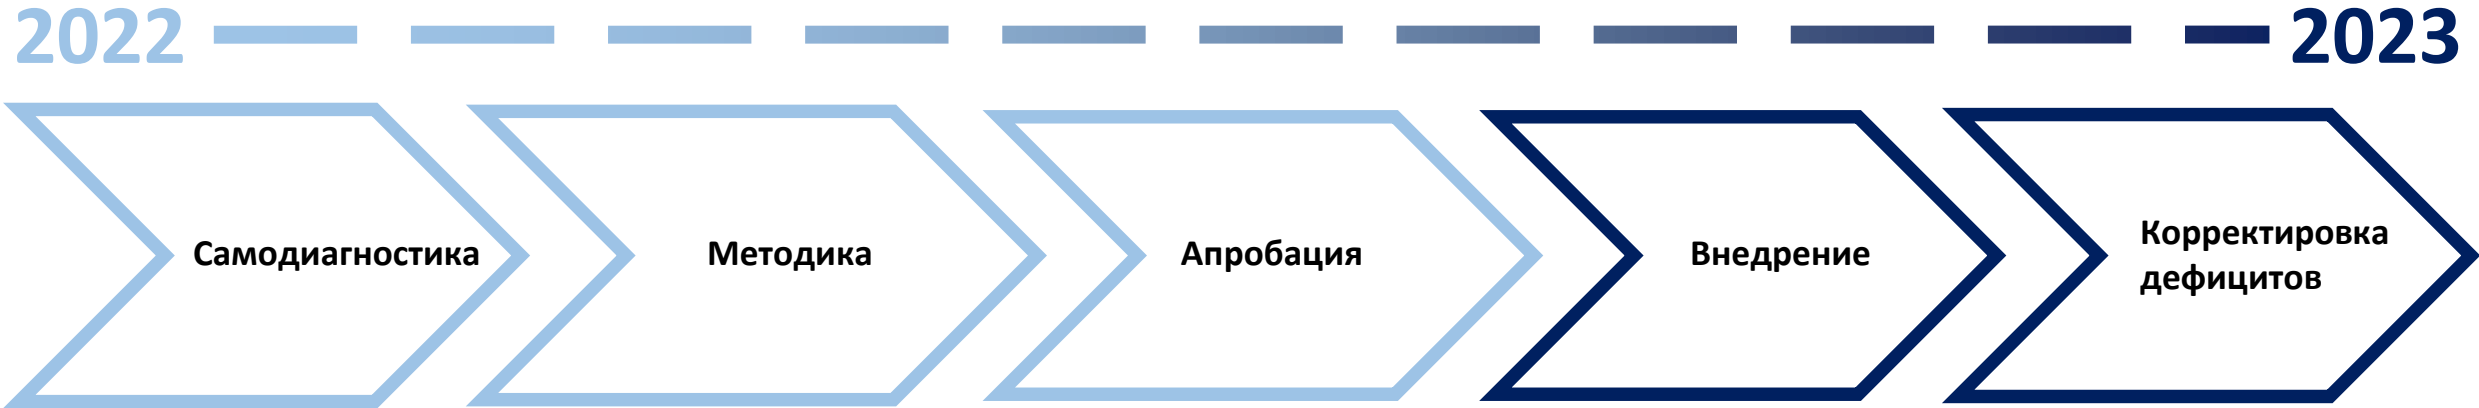 2022 2023
Самодиагностика
Методика
Апробация
Внедрение
Корректировка
дефицитов